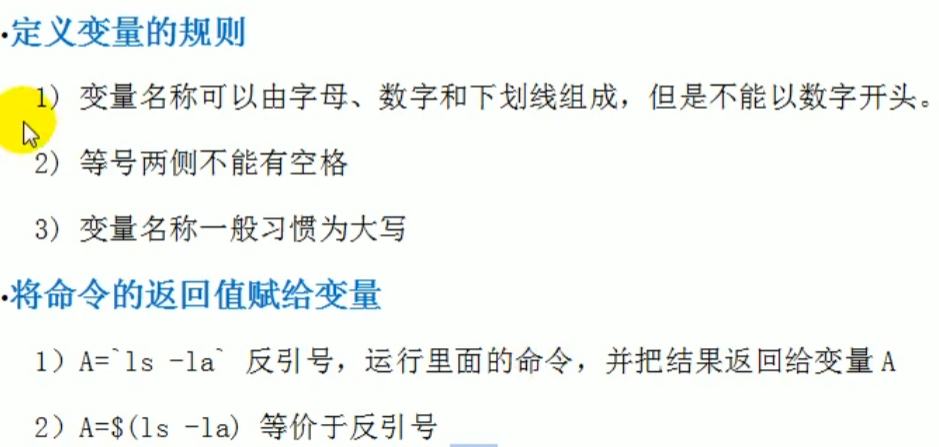 ·定义变量的规则
1) 变量名称可以由字母、数字和下划线组成，但是不能以数字开头。
2) 等号两侧不能有空格
3) 变量名称一般习惯为大写
·将命令的返回值赋给变量
1）A=`ls -la` 反引号，运行里面的命令，并把结果返回给变量 A
2）A=$(ls -la) 等价于反引号